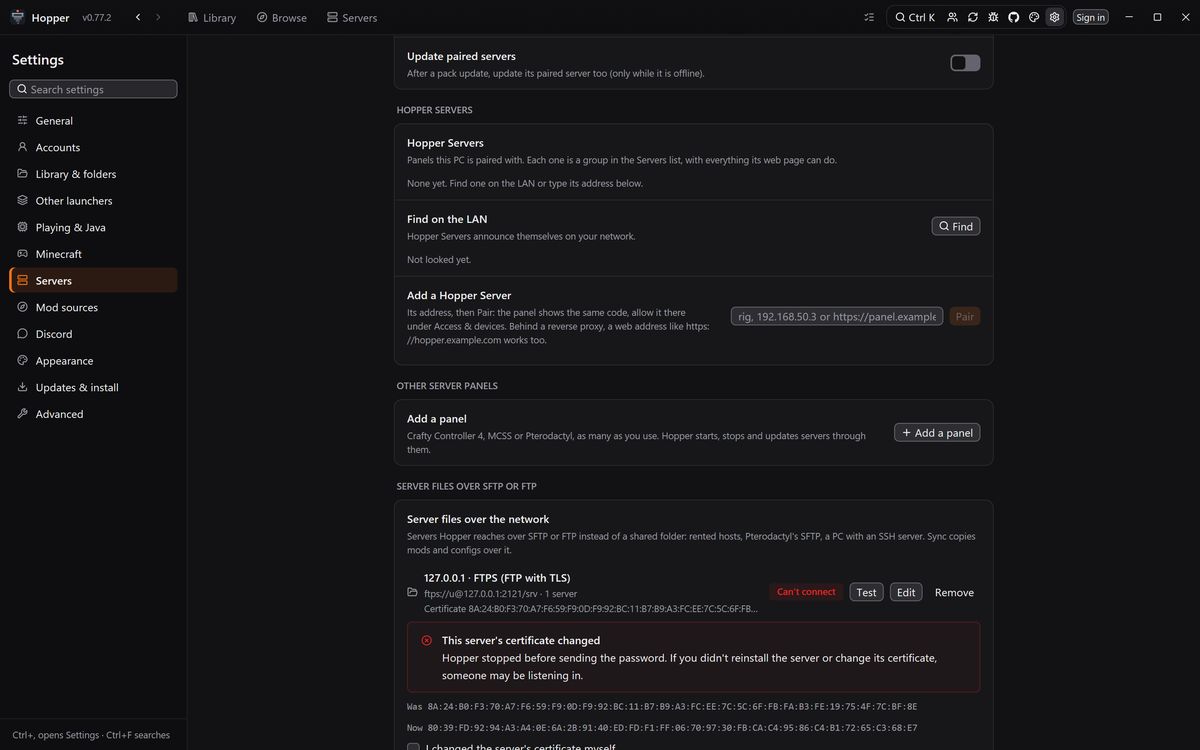 Hopper v0.77.2 Library Browse Servers Ctrl K Sign in
Settings
Search settings
General
Accounts
Library & folders
Other launchers
Playing & Java
Minecraft
Servers
Mod sources
Discord
Appearance
Updates & install
Advanced
Ctrl+, opens Settings · Ctrl+F searches
Update paired servers
After a pack update, update its paired server too (only while it is offline).
HOPPER SERVERS
Hopper Servers
Panels this PC is paired with. Each one is a group in the Servers list, with everything its web page can do.
None yet. Find one on the LAN or type its address below.
Find on the LAN
Hopper Servers announce themselves on your network.
Find
Not looked yet.
Add a Hopper Server
Its address, then Pair: the panel shows the same code, allow it there
under Access & devices. Behind a reverse proxy, a web address like https:
//hopper.example.com works too.
rig, 192.168.50.3 or https://panel.example
Pair
OTHER SERVER PANELS
Add a panel
Crafty Controller 4, MCSS or Pterodactyl, as many as you use. Hopper starts, stops and updates servers through
them.
+ Add a panel
SERVER FILES OVER SFTP OR FTP
Server files over the network
Servers Hopper reaches over SFTP or FTP instead of a shared folder: rented hosts, Pterodactyl's SFTP, a PC with an SSH server. Sync copies
mods and configs over it.
127.0.0.1 · FTPS (FTP with TLS)
ftps://u@127.0.0.1:2121/srv · 1 server
Certificate 8A:24:B0:F3:70:A7:F6:59:F9:0D:F9:92:BC:11:B7:B9:A3:FC:EE:7C:5C:6F:FB...
Can't connect Test Edit Remove
This server's certificate changed
Hopper stopped before sending the password. If you didn't reinstall the server or change its certificate,
someone may be listening in.
Was 8A:24:B0:F3:70:A7:F6:59:F9:0D:F9:92:BC:11:B7:B9:A3:FC:EE:7C:5C:6F:FB:FA:B3:FE:19:75:4F:7C:BF:8E
Now 80:39:FD:92:94:A3:A4:0E:6A:2B:91:40:ED:FD:F1:FF:06:70:97:30:FB:CA:C4:95:86:C4:B1:72:65:C3:68:E7
I changed the server's certificate myself